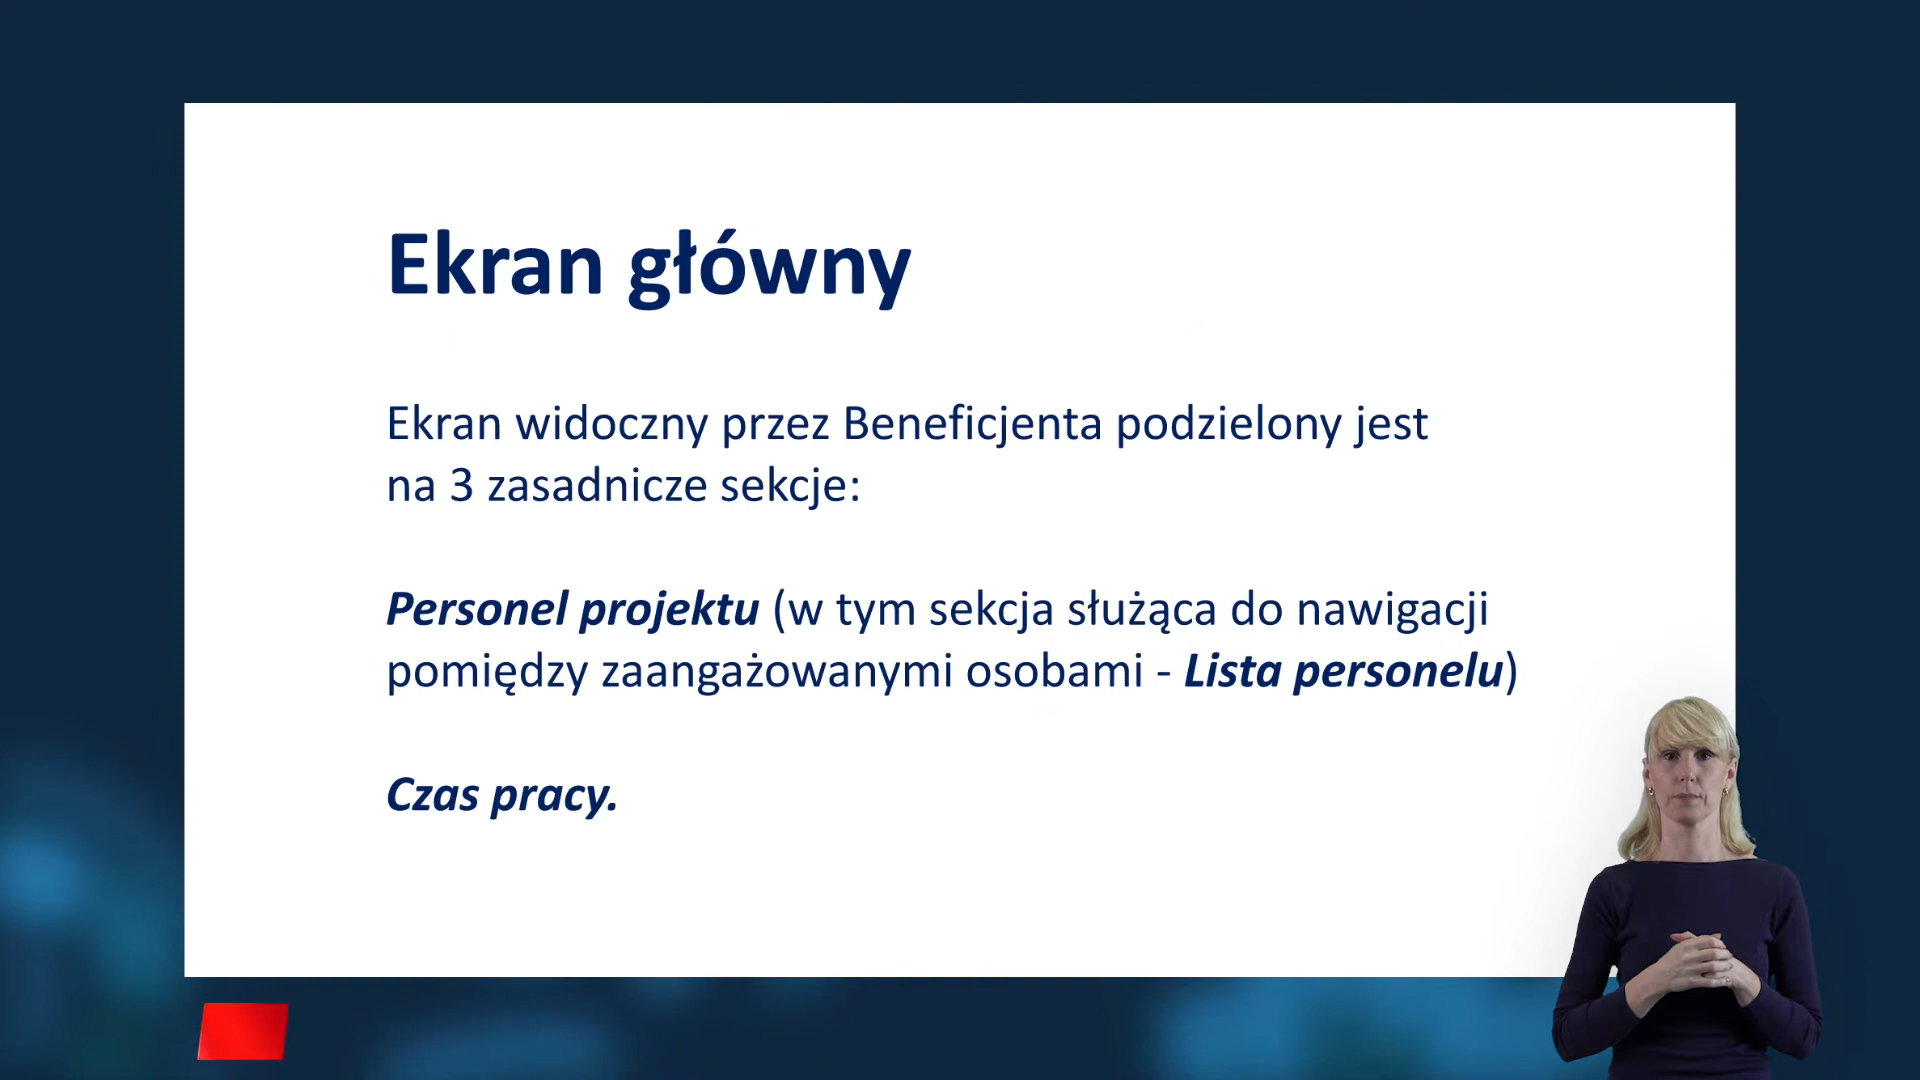 Ekran główny
Ekran widoczny przez Beneficjenta podzielony jest
na 3 zasadnicze sekcje:
Personel projektu (w tym sekcja służąca do nawigacji
pomiędzy zaangażowanymi osobami - Lista personelu)
Czas pracy.